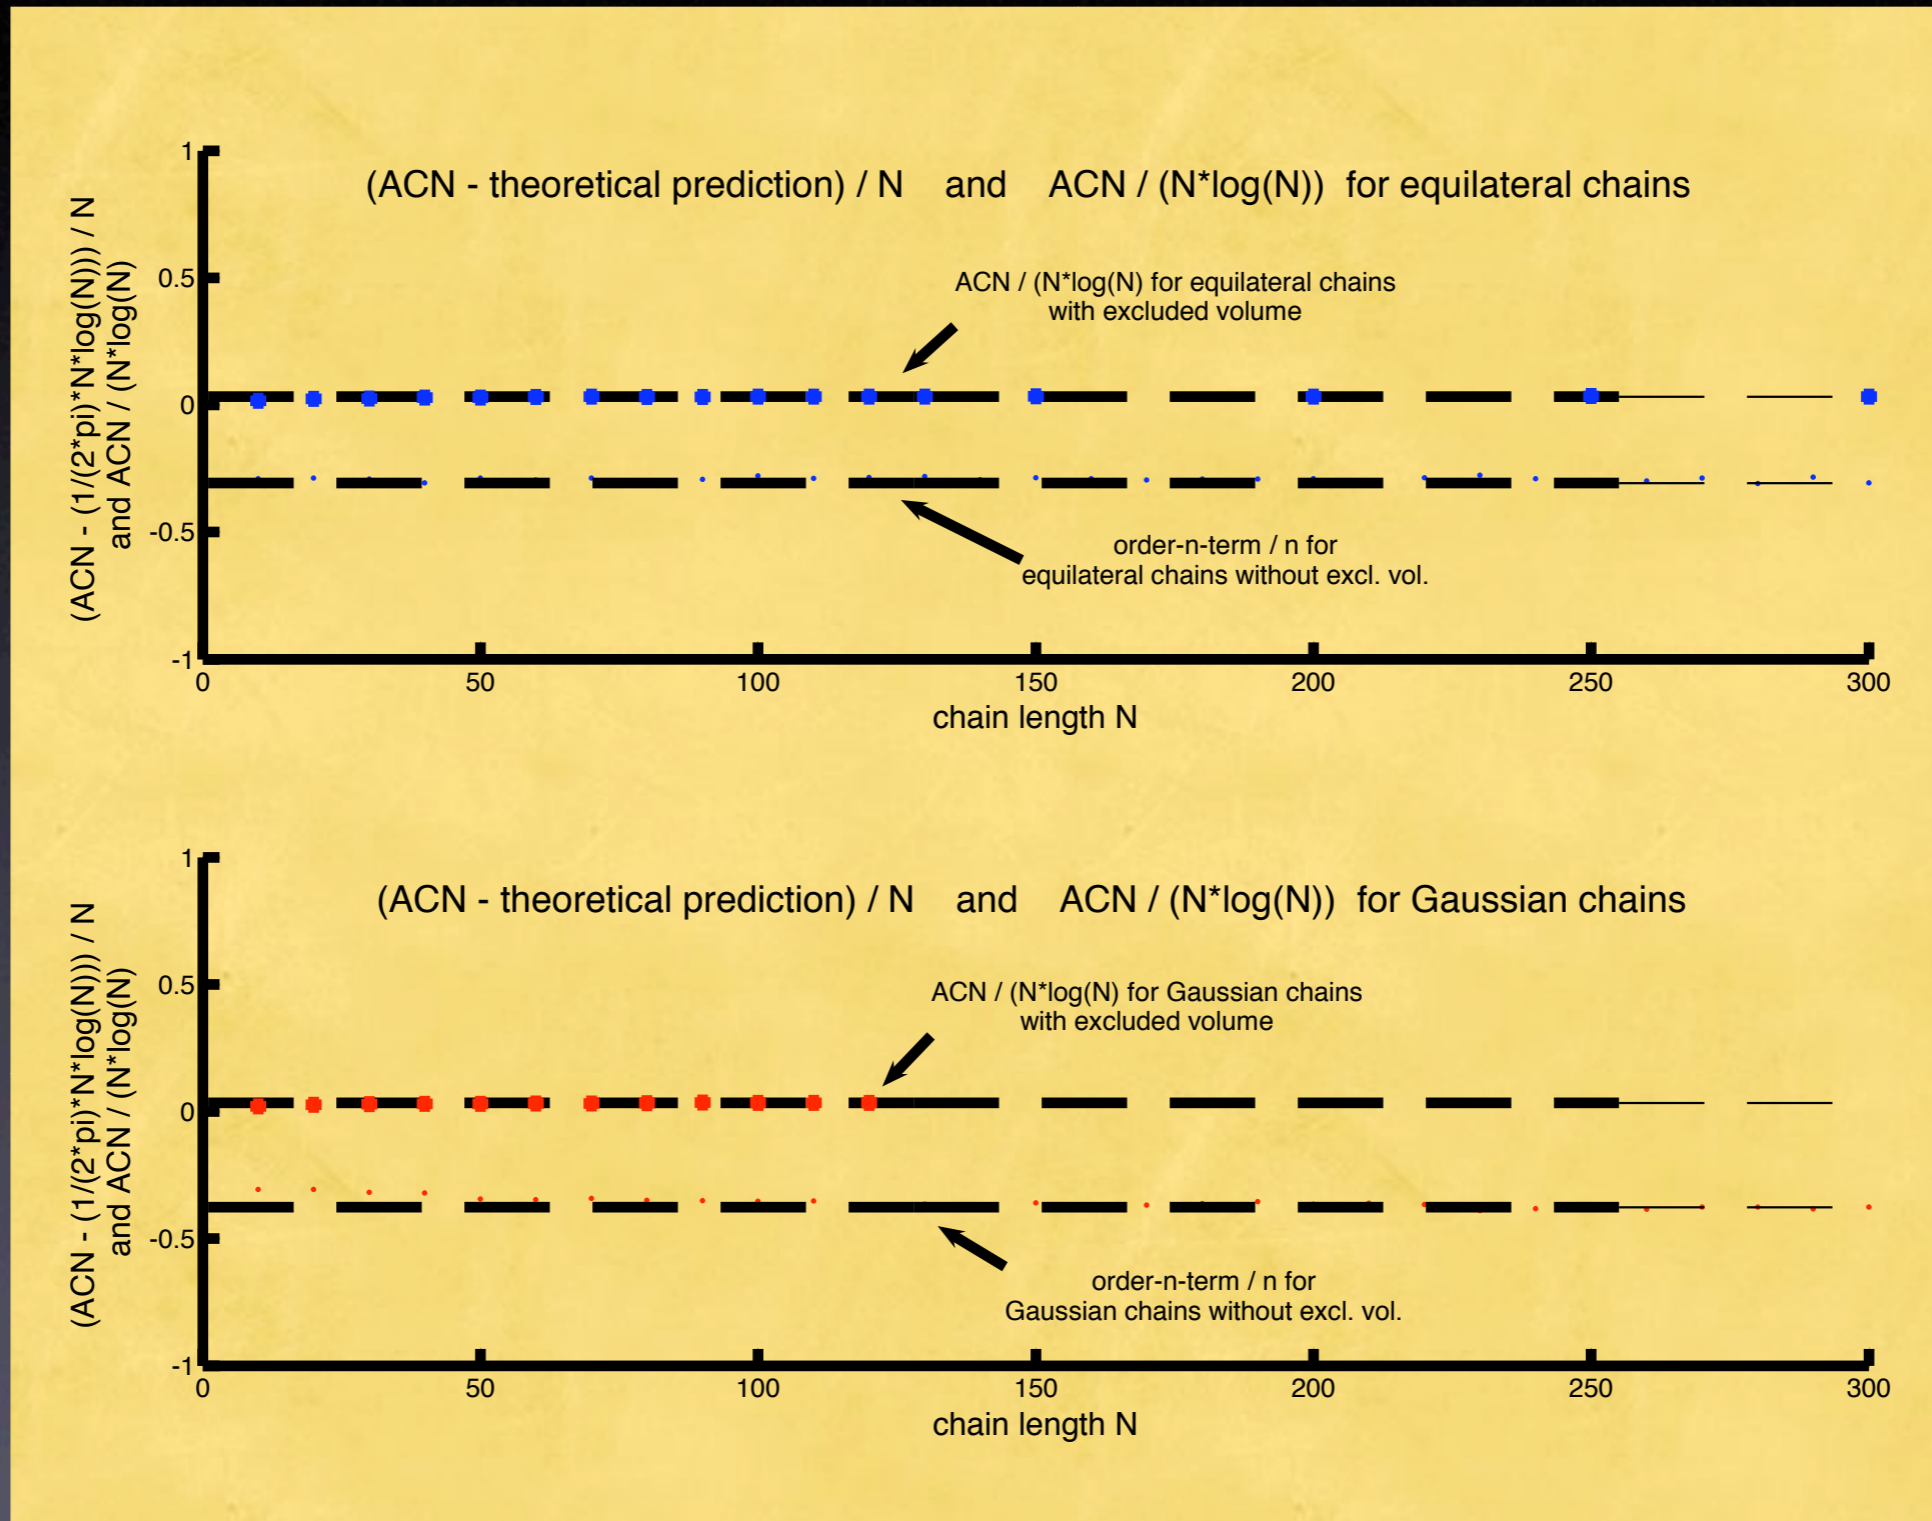 (ACN - theoretical prediction) / N    and    ACN / (N*log(N))  for equilateral chains
(ACN - (1/(2*pi)*N*log(N))) / N
and ACN / (N*log(N)
1
0.5
0
-0.5
-1
ACN / (N*log(N) for equilateral chains
with excluded volume
order-n-term / n for
equilateral chains without excl. vol.
0 50 100 150 200 250 300
chain length N
(ACN - theoretical prediction) / N    and    ACN / (N*log(N))  for Gaussian chains
(ACN - (1/(2*pi)*N*log(N))) / N
and ACN / (N*log(N)
1
0.5
0
-0.5
-1
ACN / (N*log(N) for Gaussian chains
with excluded volume
order-n-term / n for
Gaussian chains without excl. vol.
0 50 100 150 200 250 300
chain length N